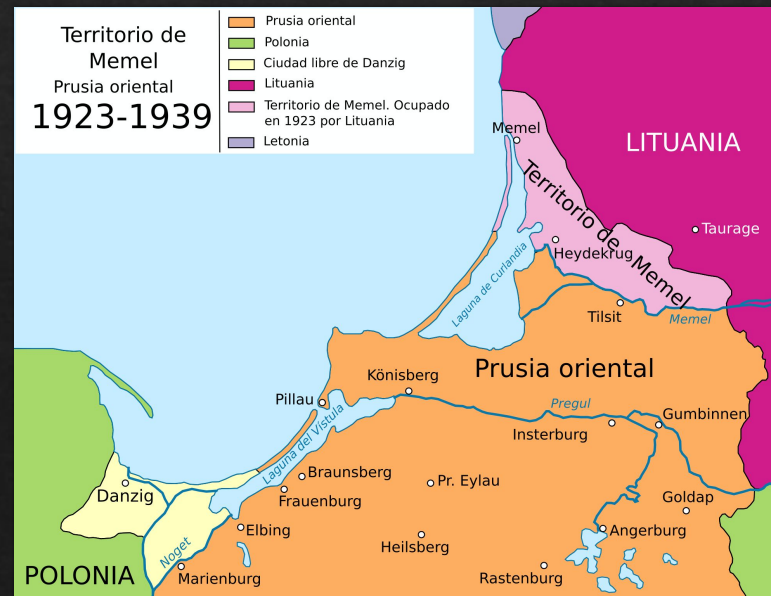 Territorio de
Memel
Prusia oriental
1923-1939
Prusia oriental
Polonia
Ciudad libre de Danzig
Lituania
Territorio de Memel. Ocupado
en 1923 por Lituania
Letonia
Memel
LITUANIA
Territorio de Memel
Taurage
Heydekrug
Laguna de Curlandia
Tilsit
Memel
Prusia oriental
Könisberg
Pillau
Pregul
Gumbinnen
Insterburg
Laguna del Vístula
Braunsberg
Pr. Eylau
Danzig
Frauenburg
Goldap
Elbing
Angerburg
Noget
Heilsberg
POLONIA
Marienburg
Rastenburg